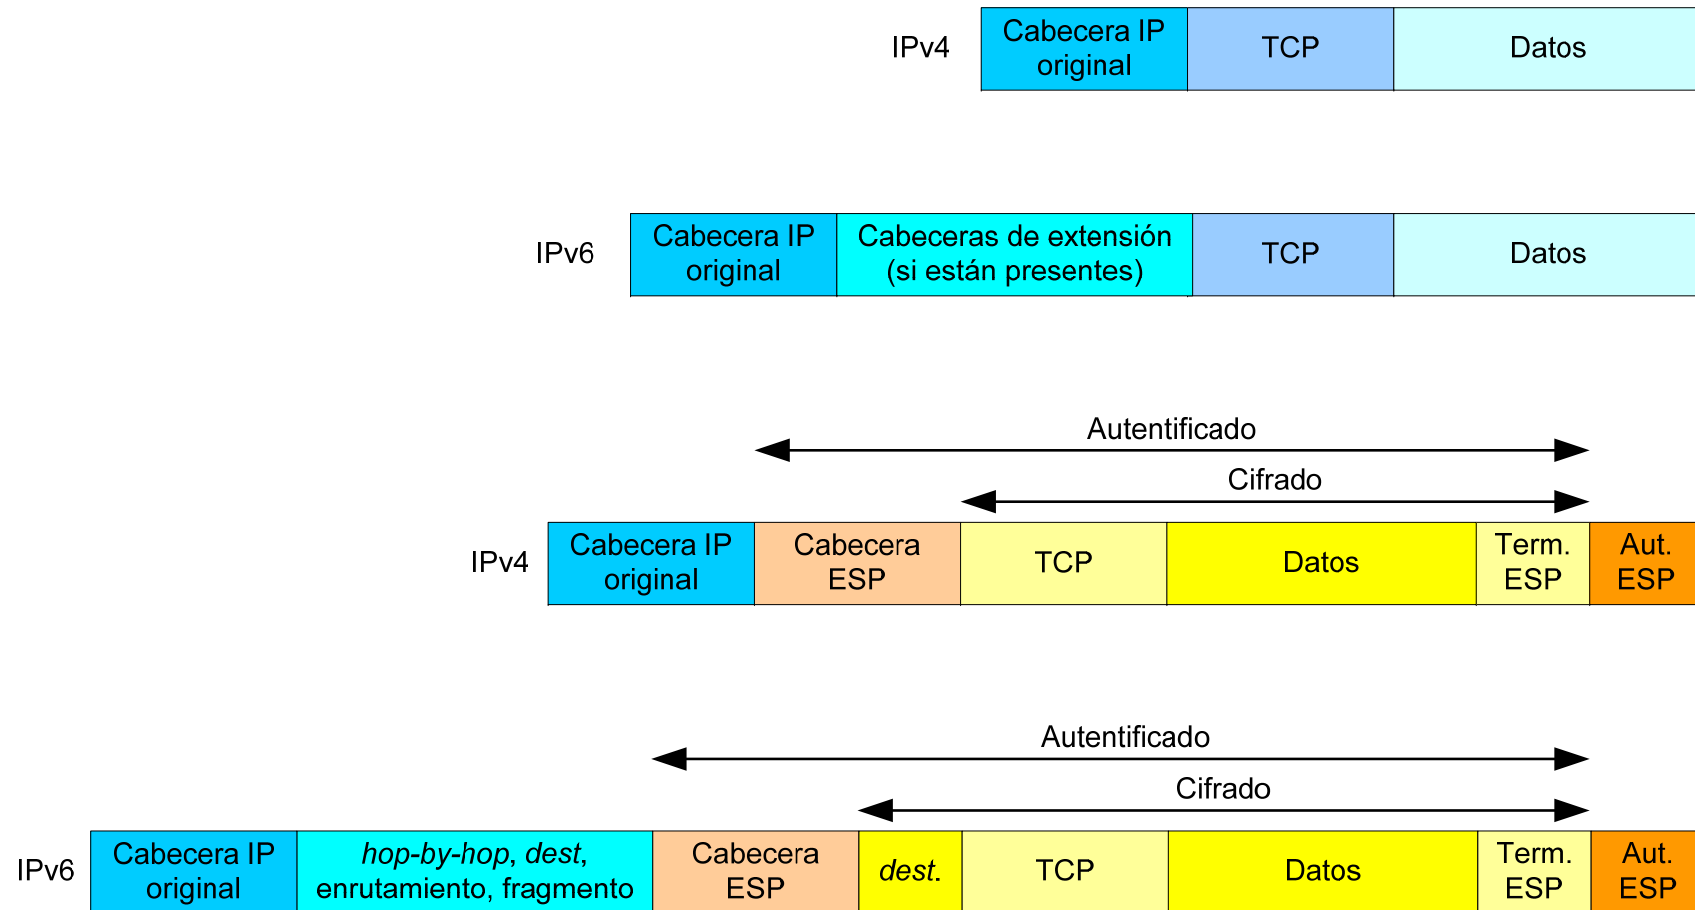 IPv4
Cabecera IP
original
TCP
Datos
IPv6
Cabecera IP
original
Cabeceras de extensión
(si están presentes)
TCP
Datos
Autentificado
Cifrado
IPv4
Cabecera IP
original
Cabecera
ESP
TCP
Datos
Term.
ESP
Aut.
ESP
Autentificado
Cifrado
IPv6
Cabecera IP
original
hop-by-hop, dest,
enrutamiento, fragmento
Cabecera
ESP
dest.
TCP
Datos
Term.
ESP
Aut.
ESP